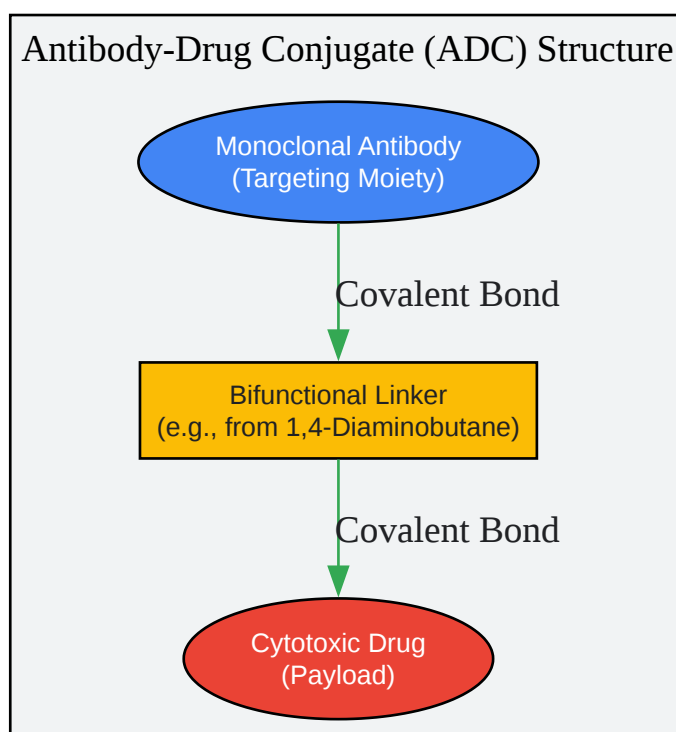 Antibody-Drug Conjugate (ADC) Structure
Monoclonal Antibody
(Targeting Moiety)
Covalent Bond
Bifunctional Linker
(e.g., from 1,4-Diaminobutane)
Covalent Bond
Cytotoxic Drug
(Payload)